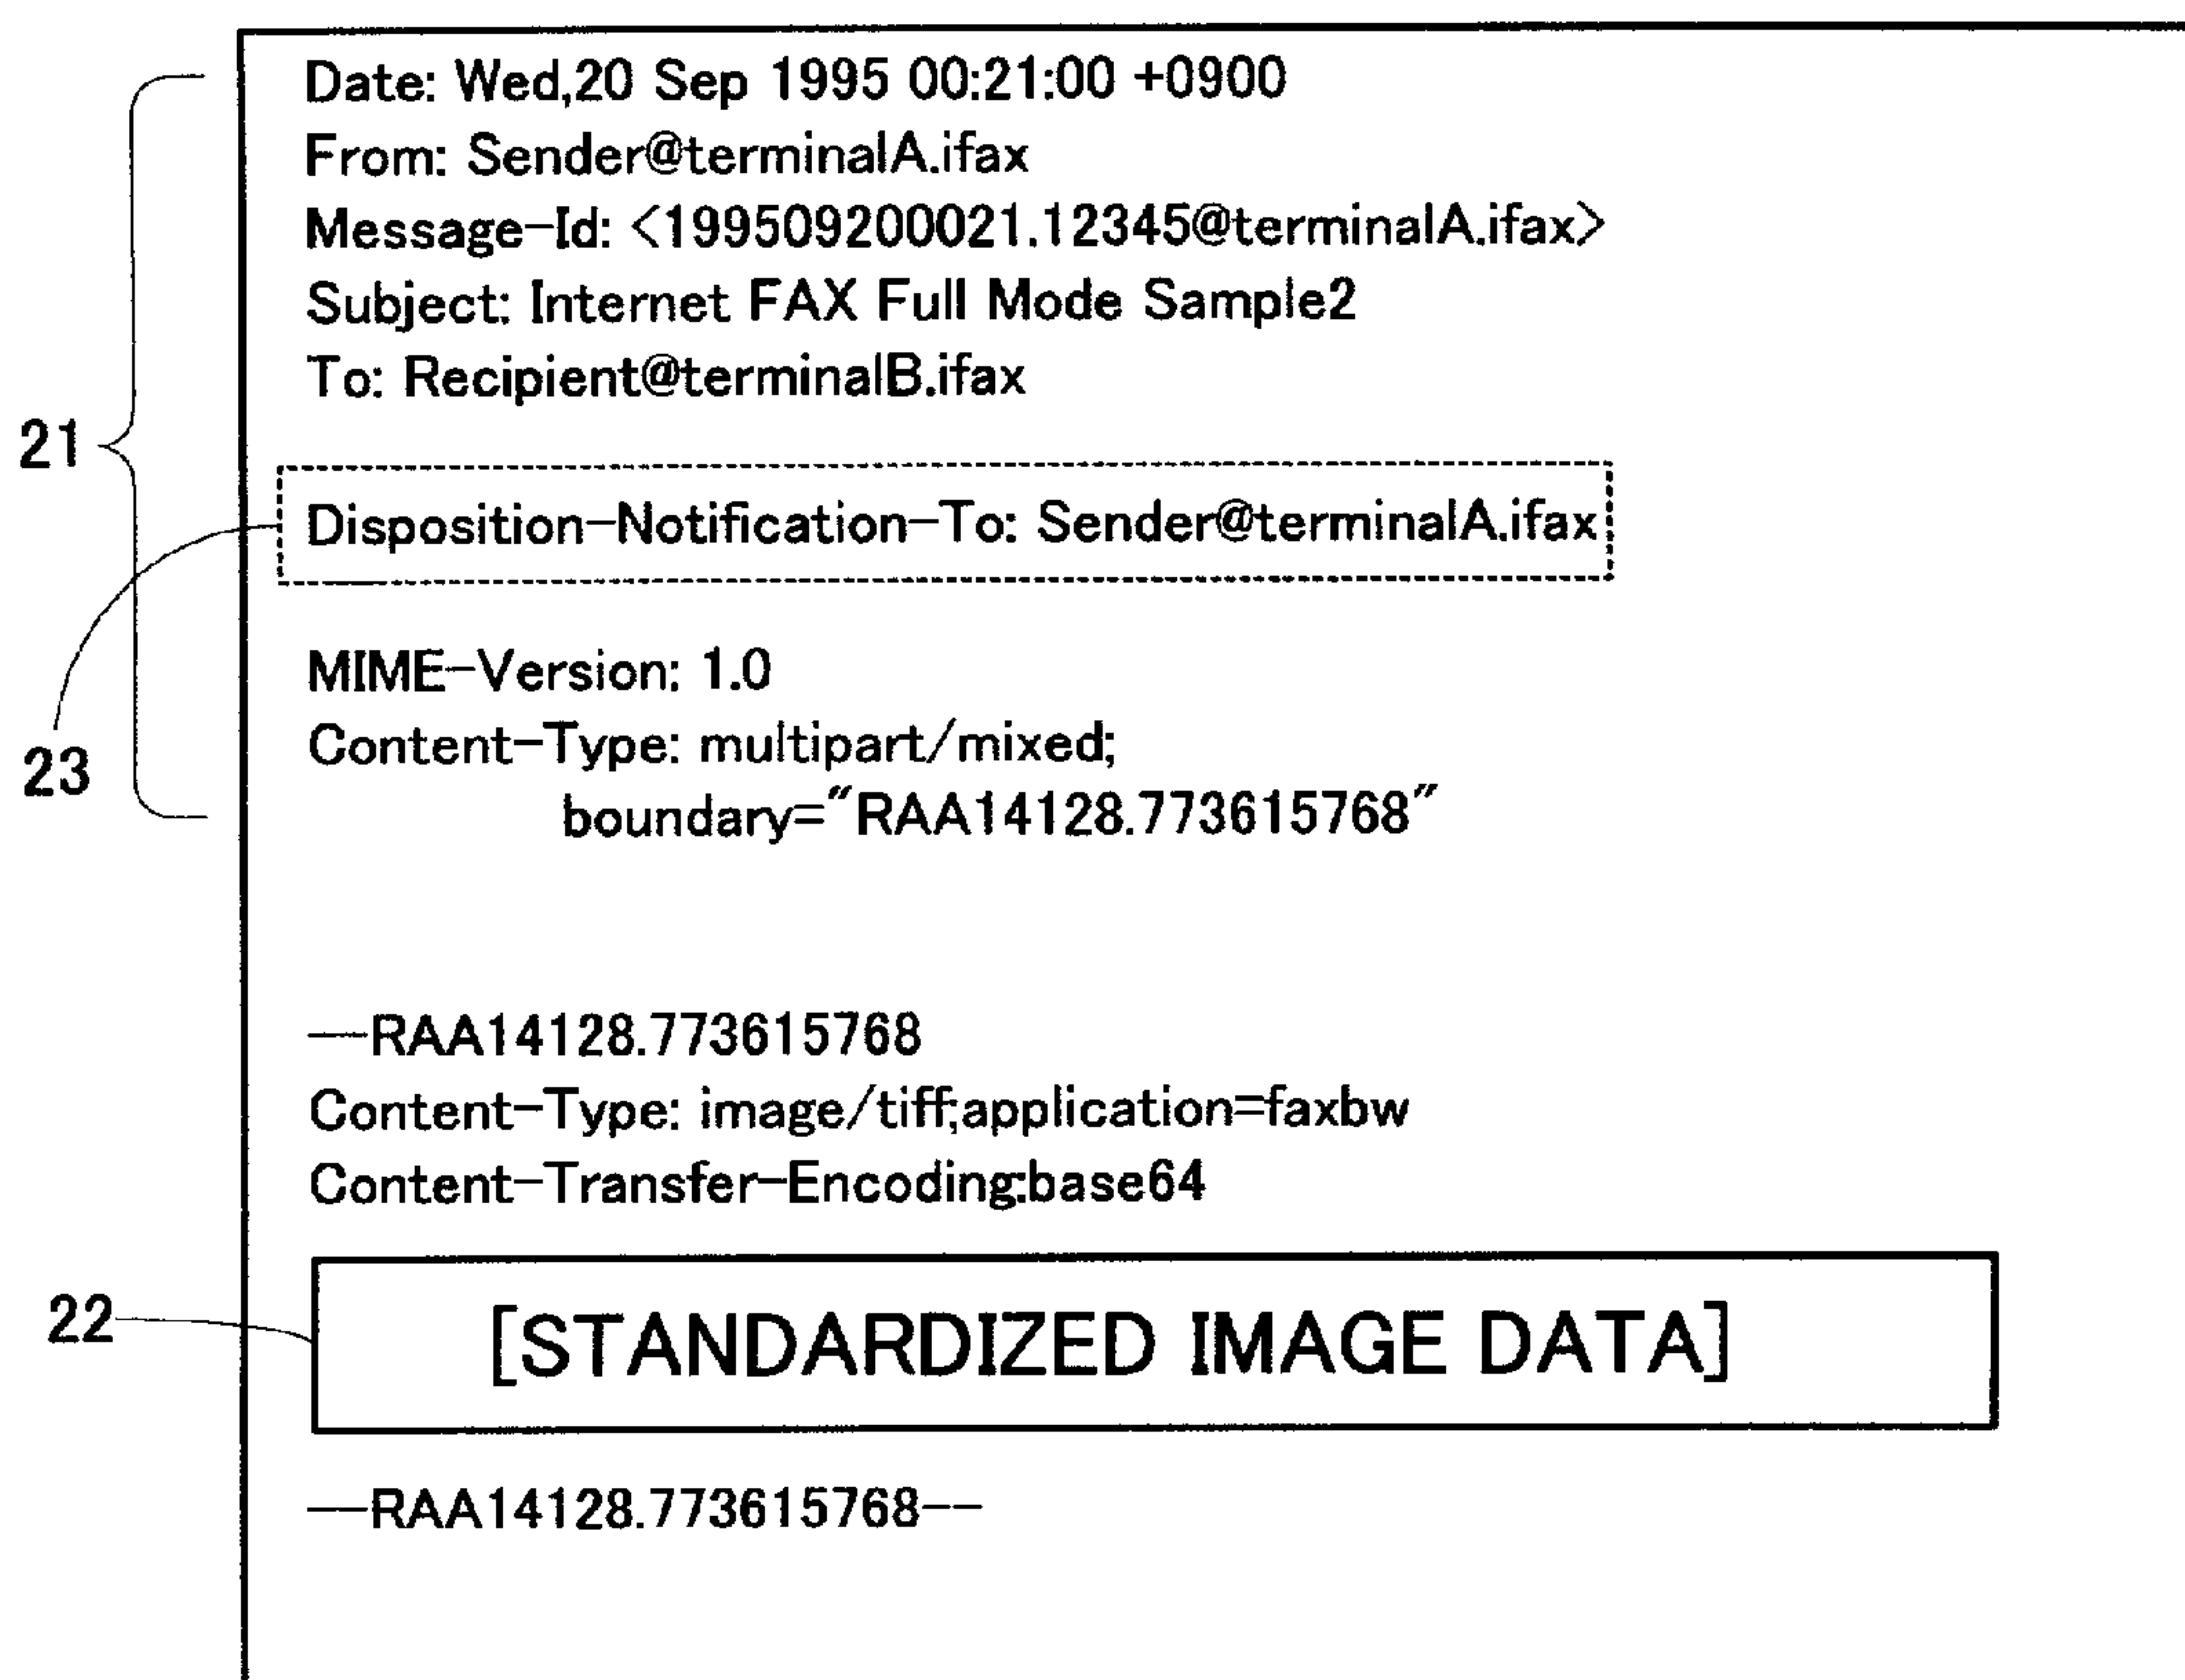 Date: Wed,20 Sep 1995 00:21:00 +0900
From: Sender@terminalA.ifax
Message-Id: <199509200021.12345@terminalA.ifax>
Subject: Internet FAX Full Mode Sample2
To: Recipient@terminalB.ifax
21
Disposition-Notification-To: Sender@terminalA.ifax
MIME-Version: 1.0
Content-Type: multipart/mixed;
23
boundary="RAA14128.773615768"
--RAA14128.773615768
Content-Type: image/tiff;application=faxbw
Content-Transfer-Encoding:base64
22
[STANDARDIZED IMAGE DATA]
--RAA14128.773615768--